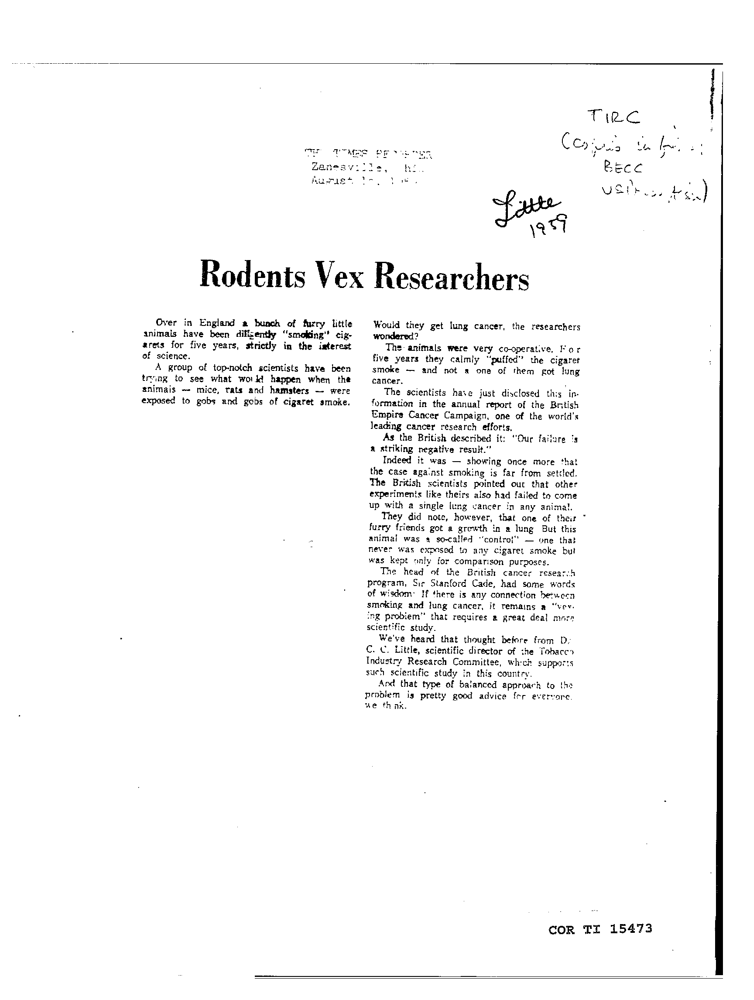 TIRC
BECC
TIMES
Zanesville,
August
Little
1959
Rodents Vex Researchers
Over in England a bunch of furry little
animals have been diligently "smoking" cig-
arets for five years, strictly in the interest
of science.
A group of top-notch scientists have been
trying to see what would happen when the
animals — mice, rats and hamsters — were
exposed to gobs and gobs of cigaret smoke.
Would they get lung cancer, the researchers
wondered?
The animals were very co-operative. For
five years they calmly "puffed" the cigaret
smoke — and not a one of them got lung
cancer.
The scientists have just disclosed this in-
formation in the annual report of the British
Empire Cancer Campaign, one of the world's
leading cancer research efforts.
As the British described it: "Our failure is
a striking negative result."
Indeed it was — showing once more that
the case against smoking is far from settled.
The British scientists pointed out that other
experiments like theirs also had failed to come
up with a single lung cancer in any animal.
They did note, however, that one of their
furry friends got a growth in a lung But this
animal was a so-called "control" — one that
never was exposed to any cigaret smoke but
was kept only for comparison purposes.
The head of the British cancer research
program, Sir Stanford Cade, had some words
of wisdom: If there is any connection between
smoking and lung cancer, it remains a "vex-
ing problem" that requires a great deal more
scientific study.
We've heard that thought before from Dr.
C. C. Little, scientific director of the Tobacco
Industry Research Committee, which supports
such scientific study in this country.
And that type of balanced approach to the
problem is pretty good advice for everyone,
we think.
COR TI 15473